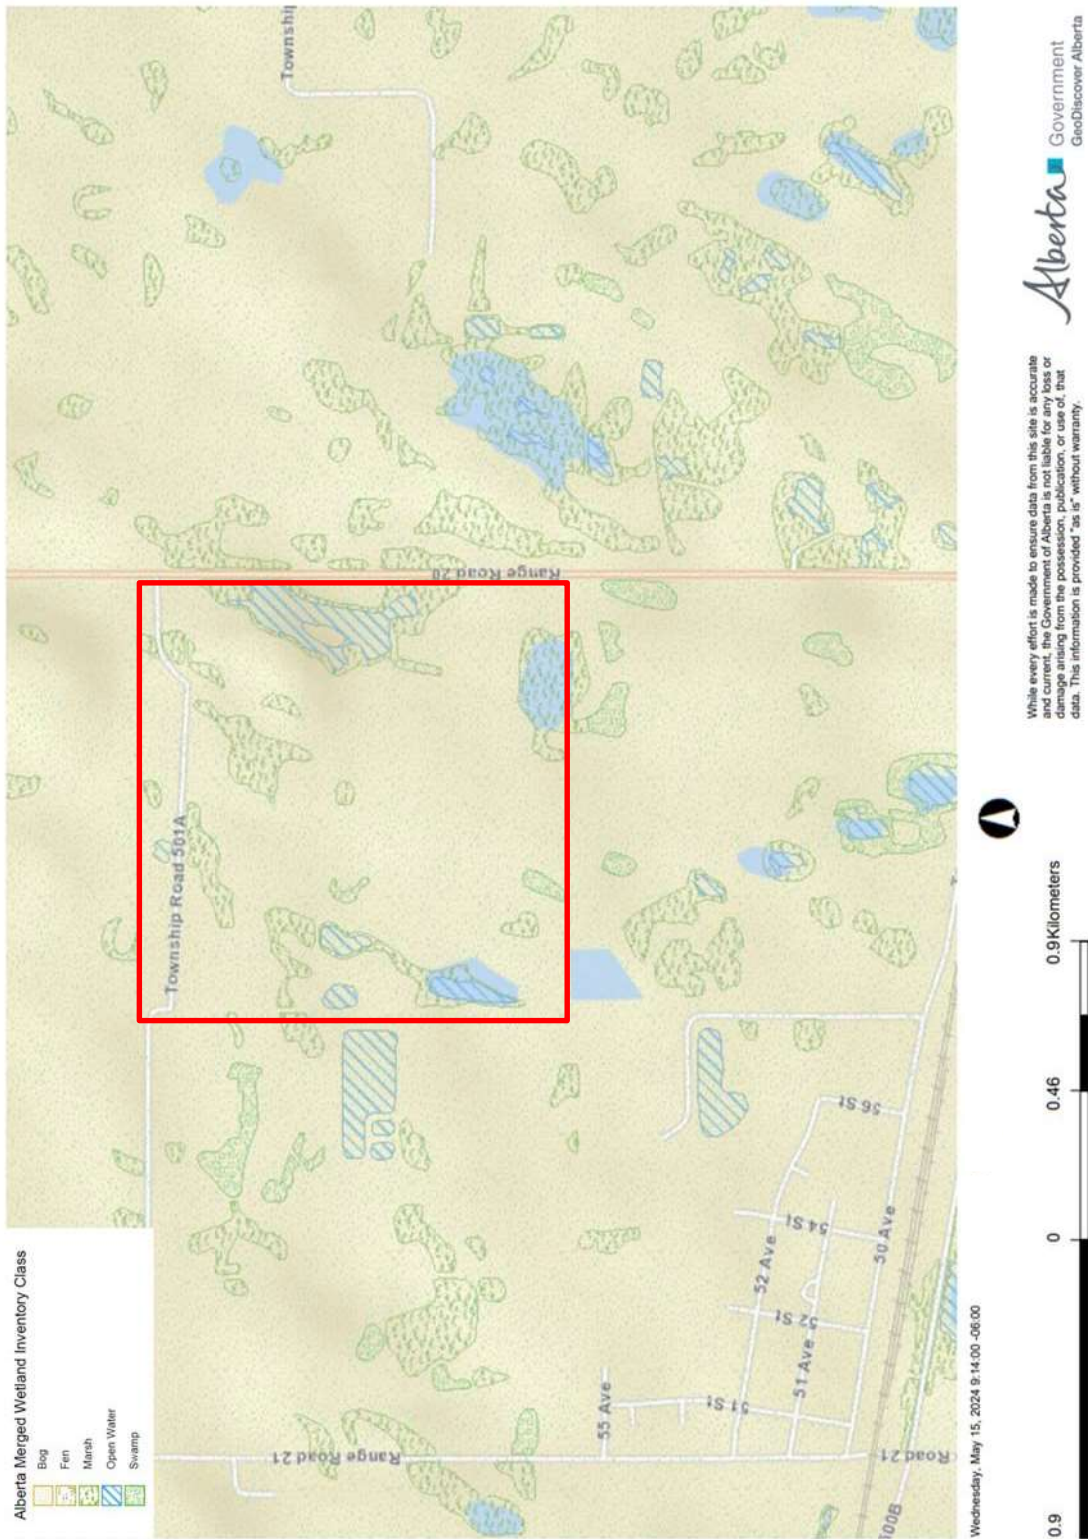 Alberta Merged Wetland Inventory Class
Bog
Fen
Marsh
Open Water
Swamp
Township
Township Road 501A
Range Road 20
Range Road 21
55 Ave
51 St
52 Ave
52 St
51 Ave
54 St
56 St
50 Ave
Road 21
00B
Wednesday, May 15, 2024 9:14:00 -06:00
0.9
0
0.46
0.9Kilometers
While every effort is made to ensure data from this site is accurate
and current, the Government of Alberta is not liable for any loss or
damage arising from the possession, publication, or use of, that
data. This information is provided "as is" without warranty.
Alberta Government
GeoDiscover Alberta